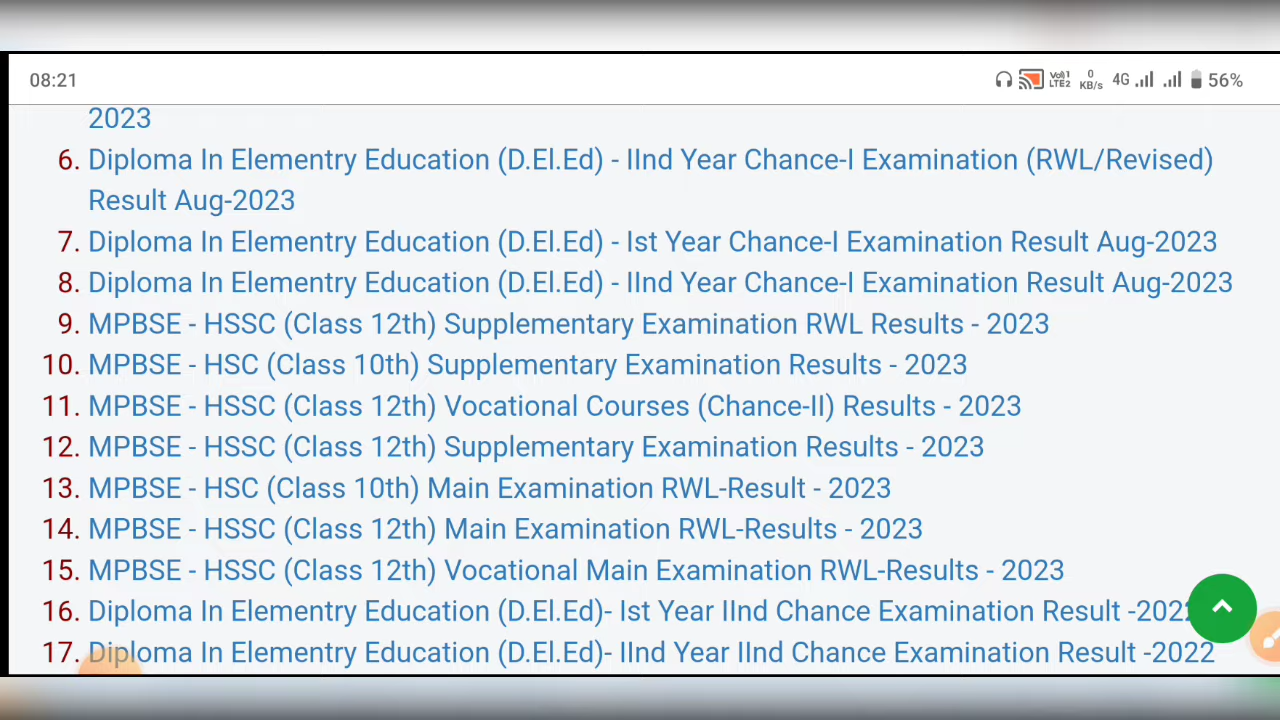 08:21
Vo)) 1
LTE2
0
KB/s
4G
56%
2023
6. Diploma In Elementry Education (D.El.Ed) - IInd Year Chance-I Examination (RWL/Revised)
Result Aug-2023
7. Diploma In Elementry Education (D.El.Ed) - Ist Year Chance-I Examination Result Aug-2023
8. Diploma In Elementry Education (D.El.Ed) - IInd Year Chance-I Examination Result Aug-2023
9. MPBSE - HSSC (Class 12th) Supplementary Examination RWL Results - 2023
10. MPBSE - HSC (Class 10th) Supplementary Examination Results - 2023
11. MPBSE - HSSC (Class 12th) Vocational Courses (Chance-II) Results - 2023
12. MPBSE - HSSC (Class 12th) Supplementary Examination Results - 2023
13. MPBSE - HSC (Class 10th) Main Examination RWL-Result - 2023
14. MPBSE - HSSC (Class 12th) Main Examination RWL-Results - 2023
15. MPBSE - HSSC (Class 12th) Vocational Main Examination RWL-Results - 2023
16. Diploma In Elementry Education (D.El.Ed)- Ist Year IInd Chance Examination Result -2022
17. Diploma In Elementry Education (D.El.Ed)- IInd Year IInd Chance Examination Result -2022